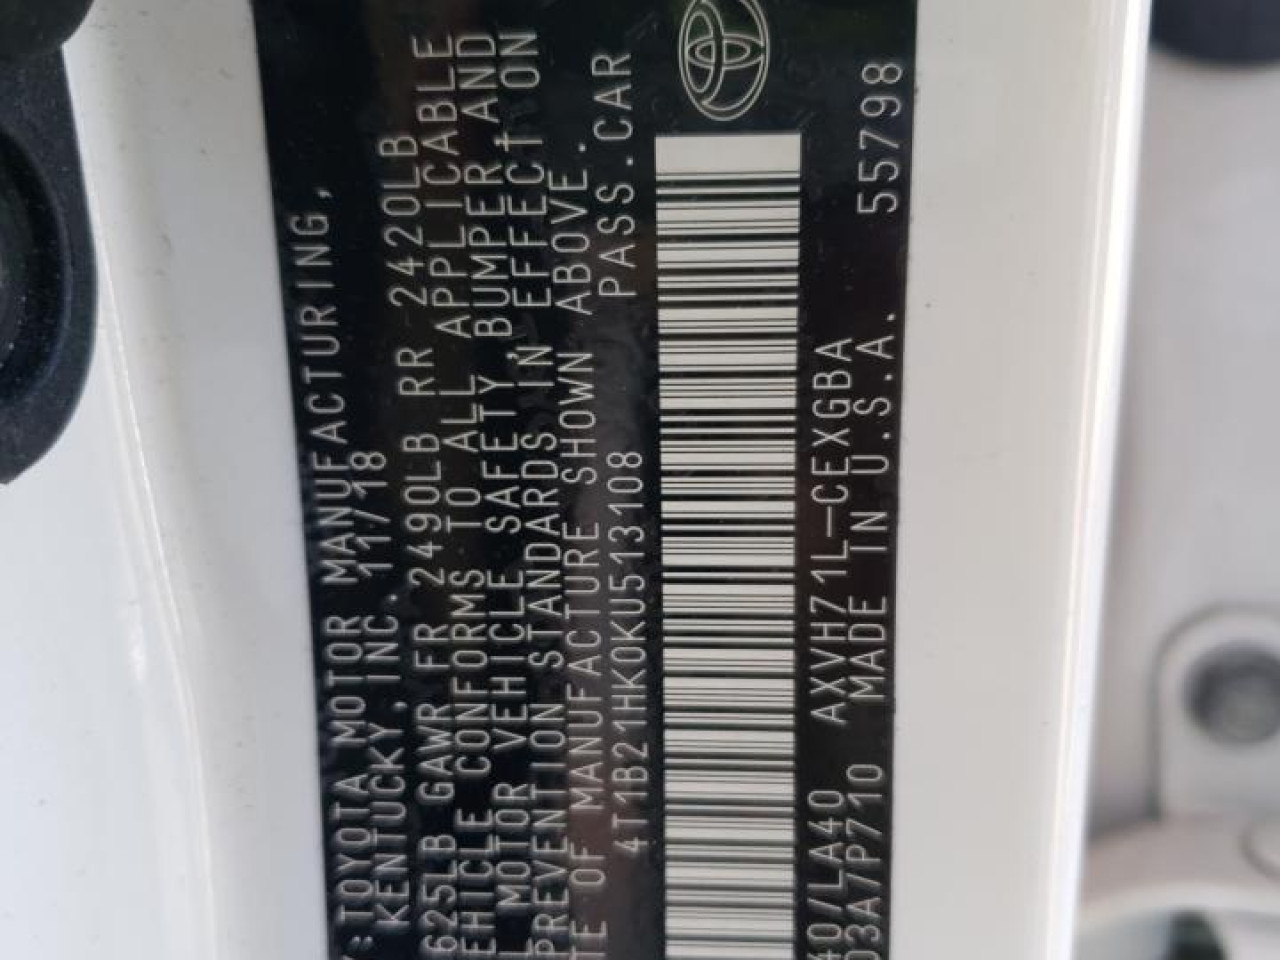 Y: TOYOTA MOTOR MANUFACTURING,
KENTUCKY, INC. 11/18
625LB GAWR FR 2490LB RR 2420LB
EHICLE CONFORMS TO ALL APPLICABLE
L MOTOR VEHICLE SAFETY, BUMPER AND
PREVENTION STANDARDS IN EFFECT ON
TE OF MANUFACTURE SHOWN ABOVE.
4T1B21HK0KU513108 PASS.CAR
40/LA40 AXVH71L-CEXGBA
03A/P710 MADE IN U.S.A. 55798